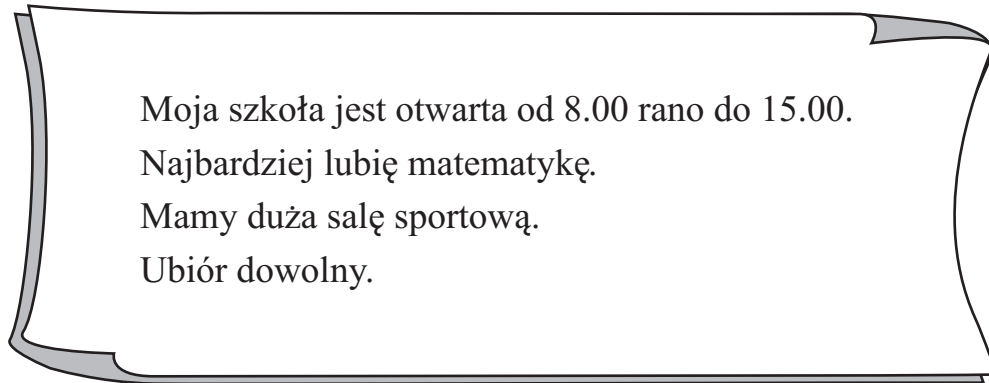 Moja szkoła jest otwarta od 8.00 rano do 15.00.
Najbardziej lubię matematykę.
Mamy duża salę sportową.
Ubiór dowolny.